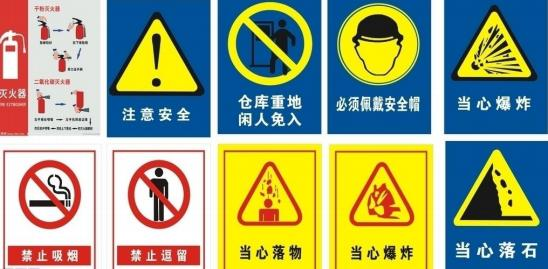 干粉灭火器
灭火器
二氧化碳灭火器
注意安全
仓库重地
闲人免入
必须佩戴安全帽
当心爆炸
禁止吸烟
禁止逗留
当心落物
当心爆炸
当心落石